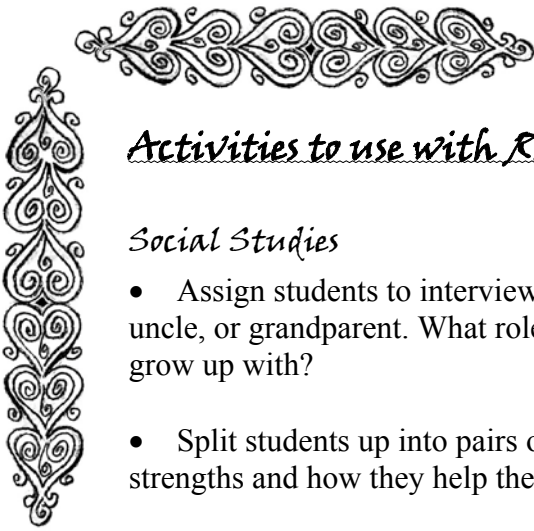 Activities to use with
Social Studies
• Assign students to interview
uncle, or grandparent. What role
grow up with?
• Split students up into pairs
strengths and how they help the